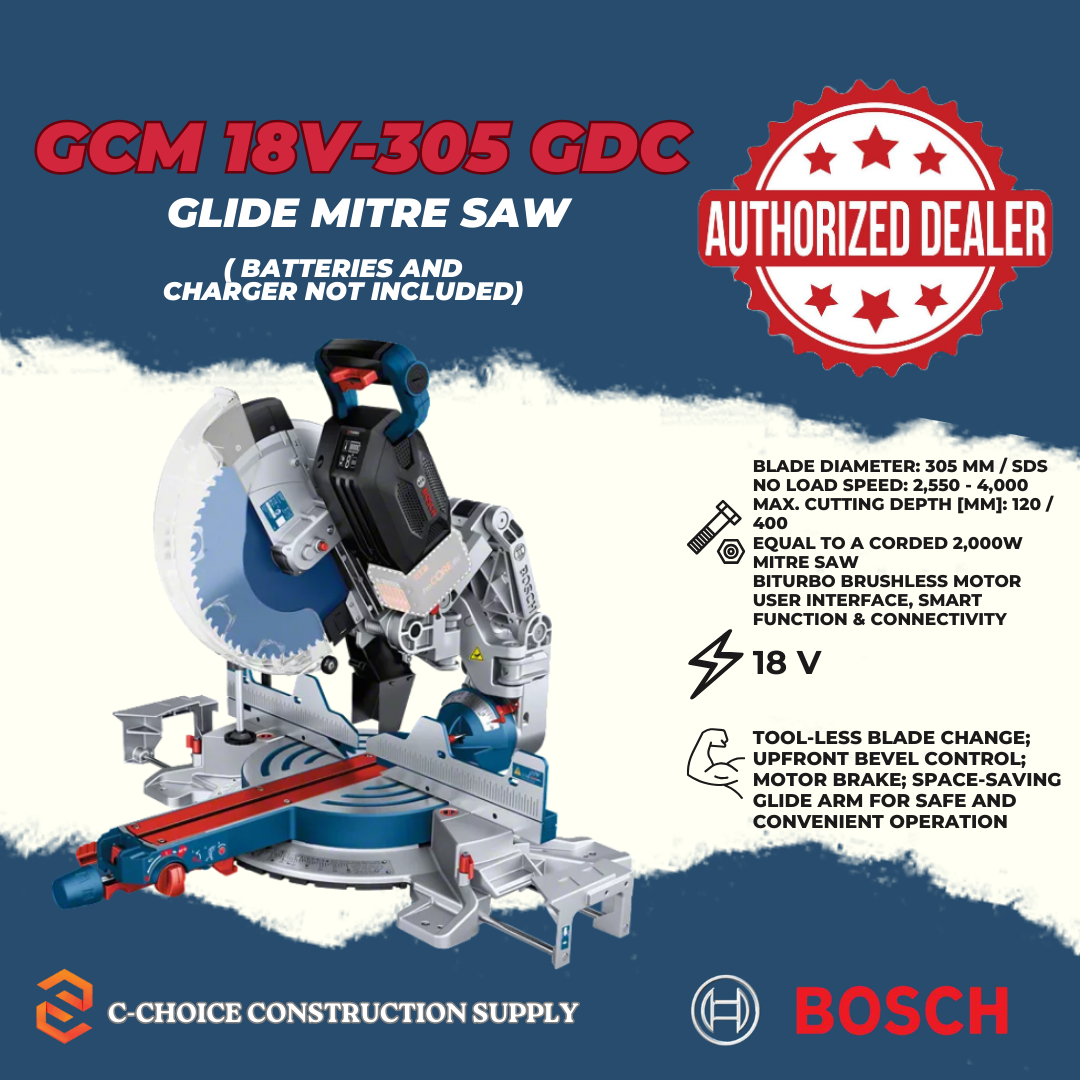 GCM 18V-305 GDC
GLIDE MITRE SAW
( BATTERIES AND
CHARGER NOT INCLUDED)
AUTHORIZED DEALER
BLADE DIAMETER: 305 MM / SDS
NO LOAD SPEED: 2,550 - 4,000
MAX. CUTTING DEPTH [MM]: 120 /
400
EQUAL TO A CORDED 2,000W
MITRE SAW
BITURBO BRUSHLESS MOTOR
USER INTERFACE, SMART
FUNCTION & CONNECTIVITY
18 V
TOOL-LESS BLADE CHANGE;
UPFRONT BEVEL CONTROL;
MOTOR BRAKE; SPACE-SAVING
GLIDE ARM FOR SAFE AND
CONVENIENT OPERATION
BOSCH
BOSCH
C-CHOICE CONSTRUCTION SUPPLY
BOSCH